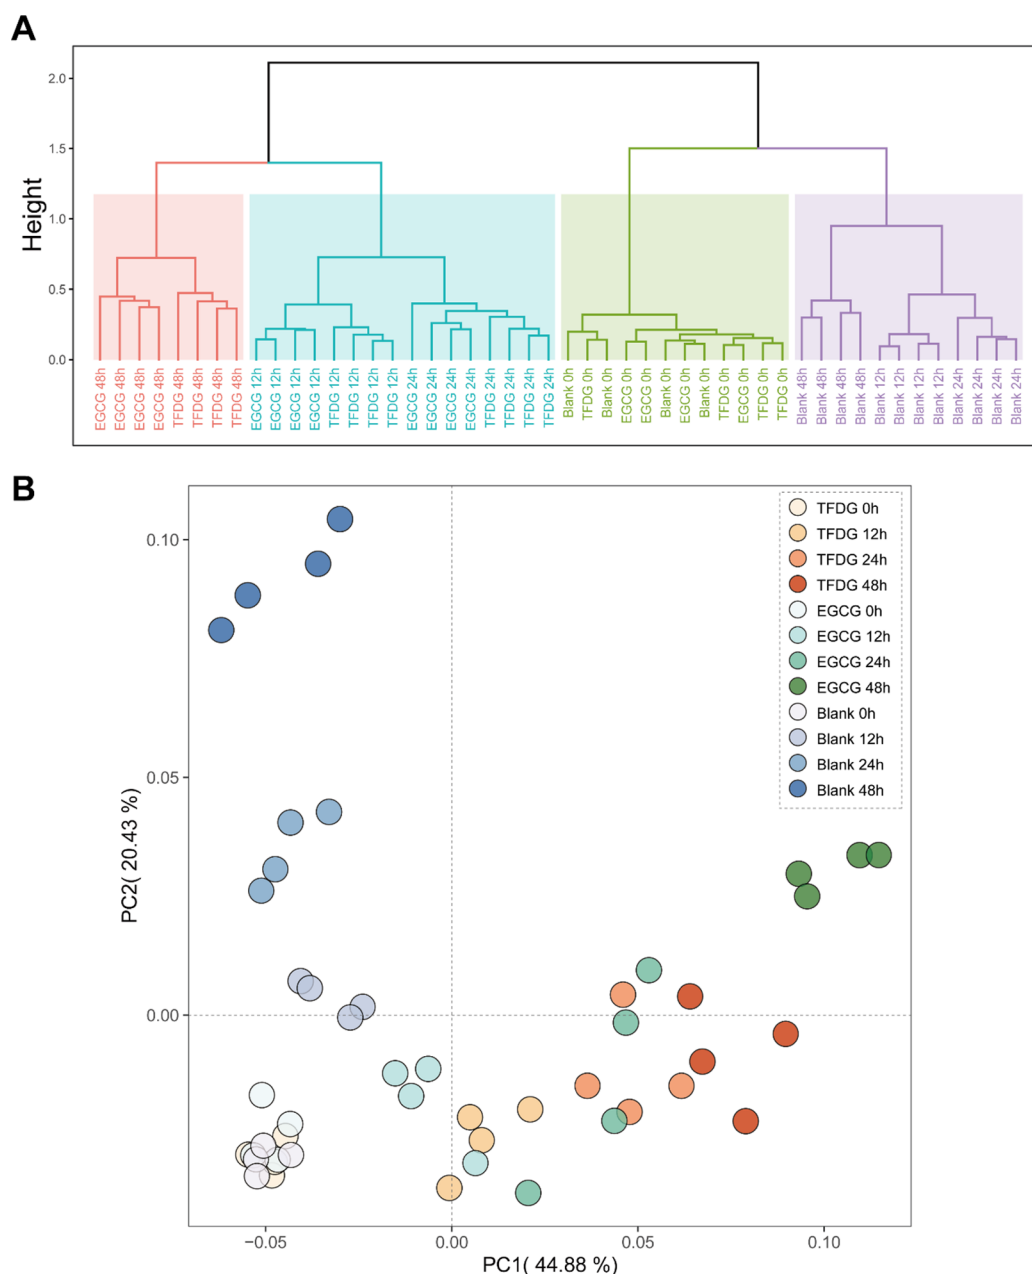 A
Height
2.0
1.5
1.0
0.5
0.0
EGCG 48h
EGCG 48h
EGCG 48h
EGCG 48h
TFDG 48h
TFDG 48h
TFDG 48h
TFDG 48h
EGCG 12h
EGCG 12h
EGCG 12h
EGCG 12h
TFDG 12h
TFDG 12h
TFDG 12h
TFDG 12h
EGCG 24h
EGCG 24h
EGCG 24h
EGCG 24h
TFDG 24h
TFDG 24h
TFDG 24h
TFDG 24h
Blank 0h
TFDG 0h
Blank 0h
EGCG 0h
EGCG 0h
Blank 0h
EGCG 0h
Blank 0h
TFDG 0h
EGCG 0h
TFDG 0h
TFDG 0h
Blank 48h
Blank 48h
Blank 48h
Blank 48h
Blank 12h
Blank 12h
Blank 12h
Blank 12h
Blank 24h
Blank 24h
Blank 24h
Blank 24h
B
PC2( 20.43 %)
0.10
0.05
0.00
TFDG 0h
TFDG 12h
TFDG 24h
TFDG 48h
EGCG 0h
EGCG 12h
EGCG 24h
EGCG 48h
Blank 0h
Blank 12h
Blank 24h
Blank 48h
−0.05
0.00
0.05
0.10
PC1( 44.88 %)